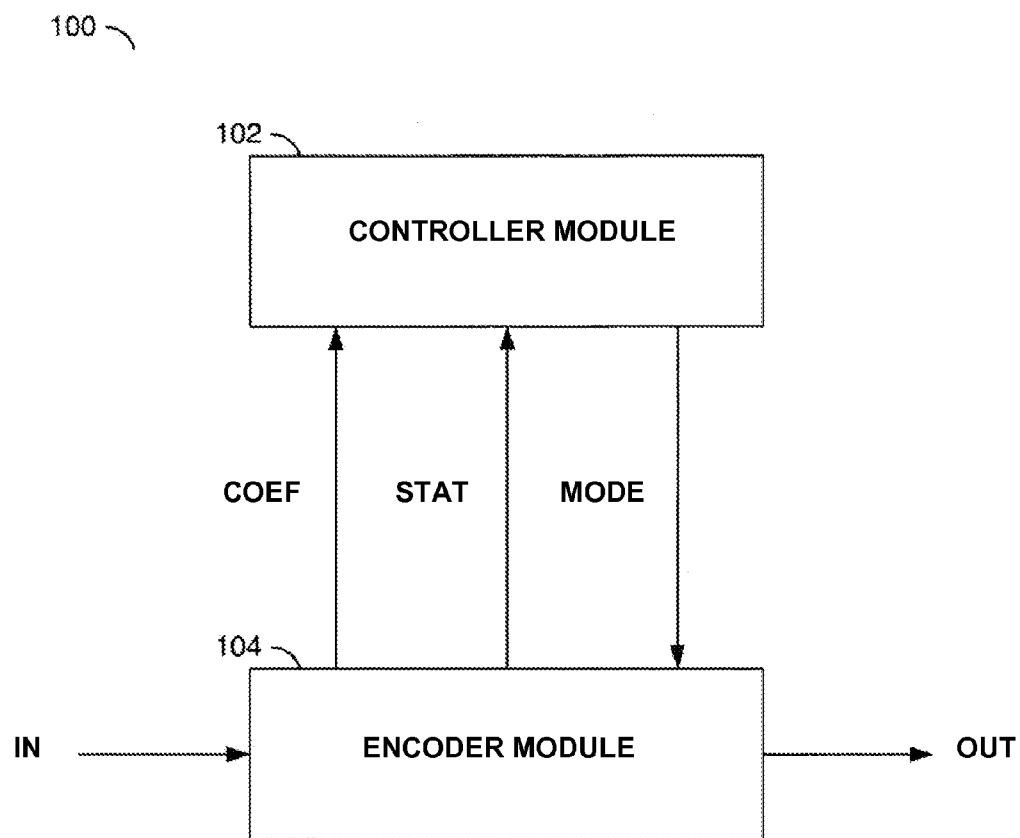 100
102
CONTROLLER MODULE
COEF
STAT
MODE
104
IN
ENCODER MODULE
OUT